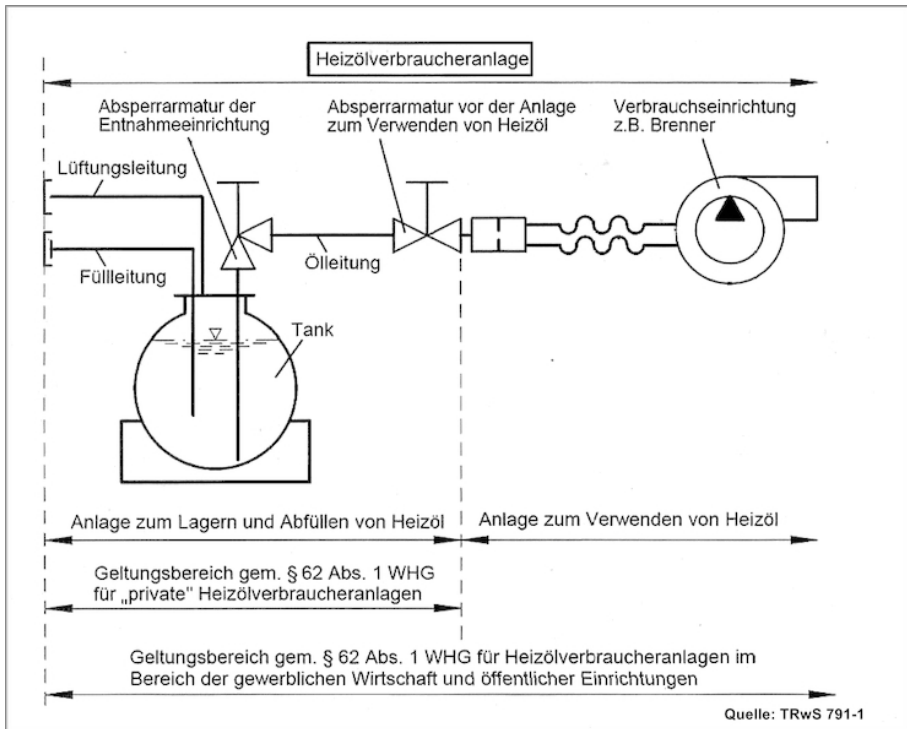 Heizölverbraucheranlage
Absperrarmatur der
Entnahmeeinrichtung
Absperrarmatur vor der Anlage
zum Verwenden von Heizöl
Verbrauchseinrichtung
z.B. Brenner
Lüftungsleitung
Füllleitung
Ölleitung
Tank
Anlage zum Lagern und Abfüllen von Heizöl
Anlage zum Verwenden von Heizöl
Geltungsbereich gem. § 62 Abs. 1 WHG
für „private" Heizölverbraucheranlagen
Geltungsbereich gem. § 62 Abs. 1 WHG für Heizölverbraucheranlagen im
Bereich der gewerblichen Wirtschaft und öffentlicher Einrichtungen
Quelle: TRwS 791-1